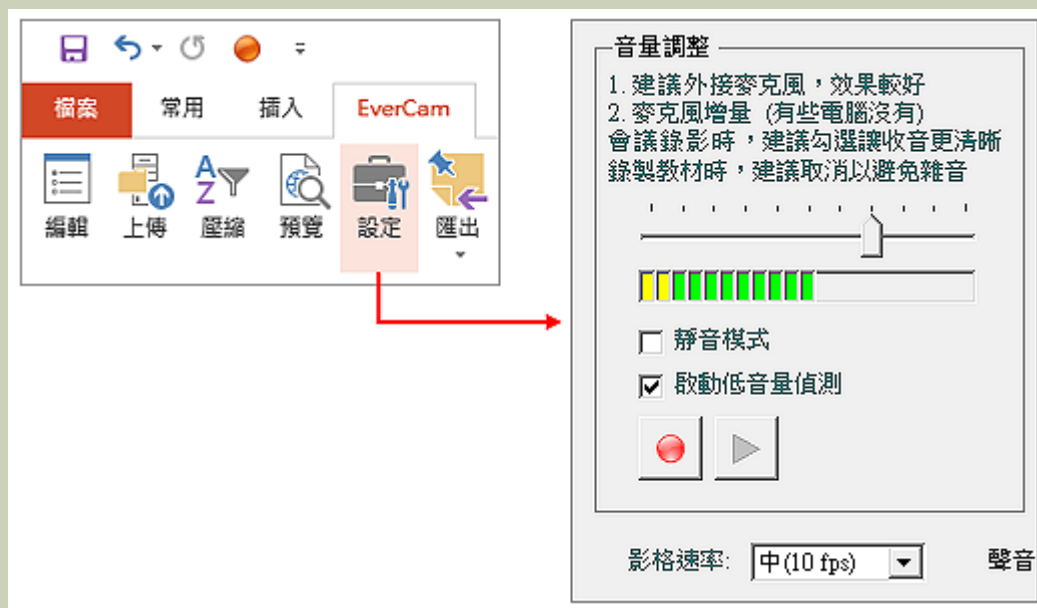 檔案 常用 插入 EverCam
編輯 上傳 壓縮 預覽 設定 匯出
A
Z
音量調整
1. 建議外接麥克風，效果較好
2. 麥克風增量 (有些電腦沒有)
會議錄影時，建議勾選讓收音更清晰
錄製教材時，建議取消以避免雜音
靜音模式
啟動低音量偵測
影格速率: 中(10 fps) 聲音